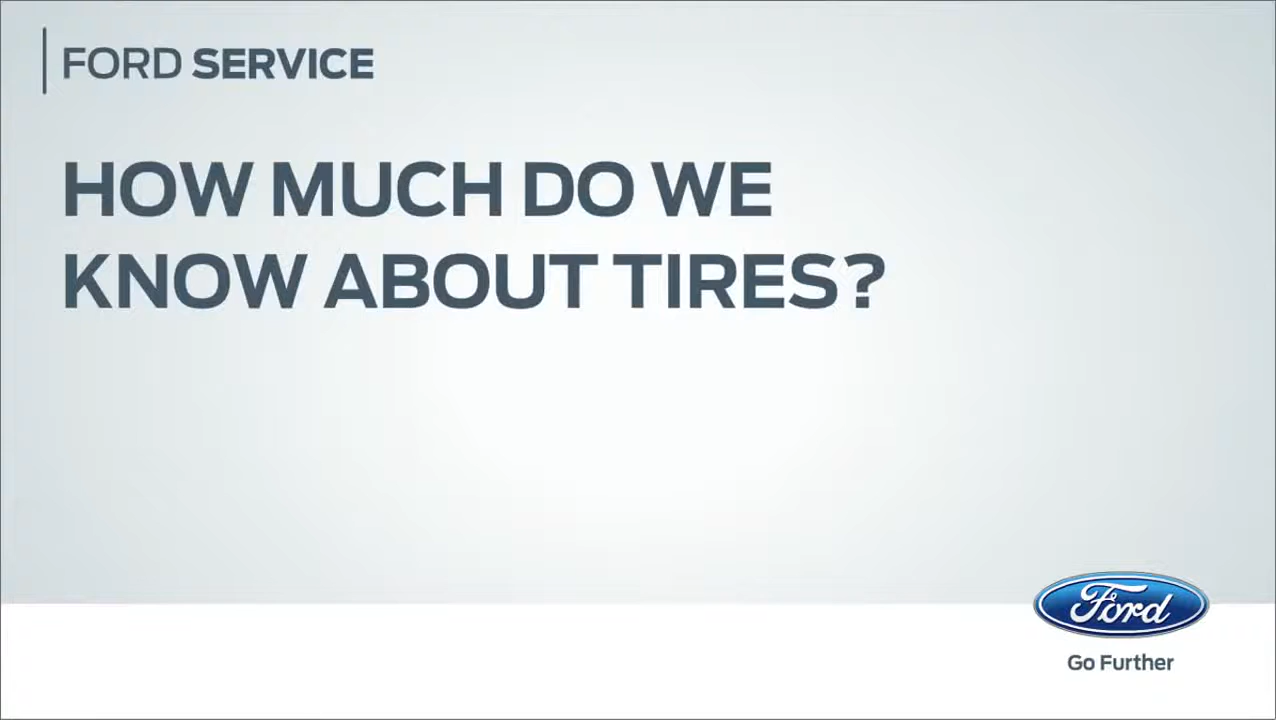 FORD SERVICE
HOW MUCH DO WE
KNOW ABOUT TIRES?
Ford
Go Further